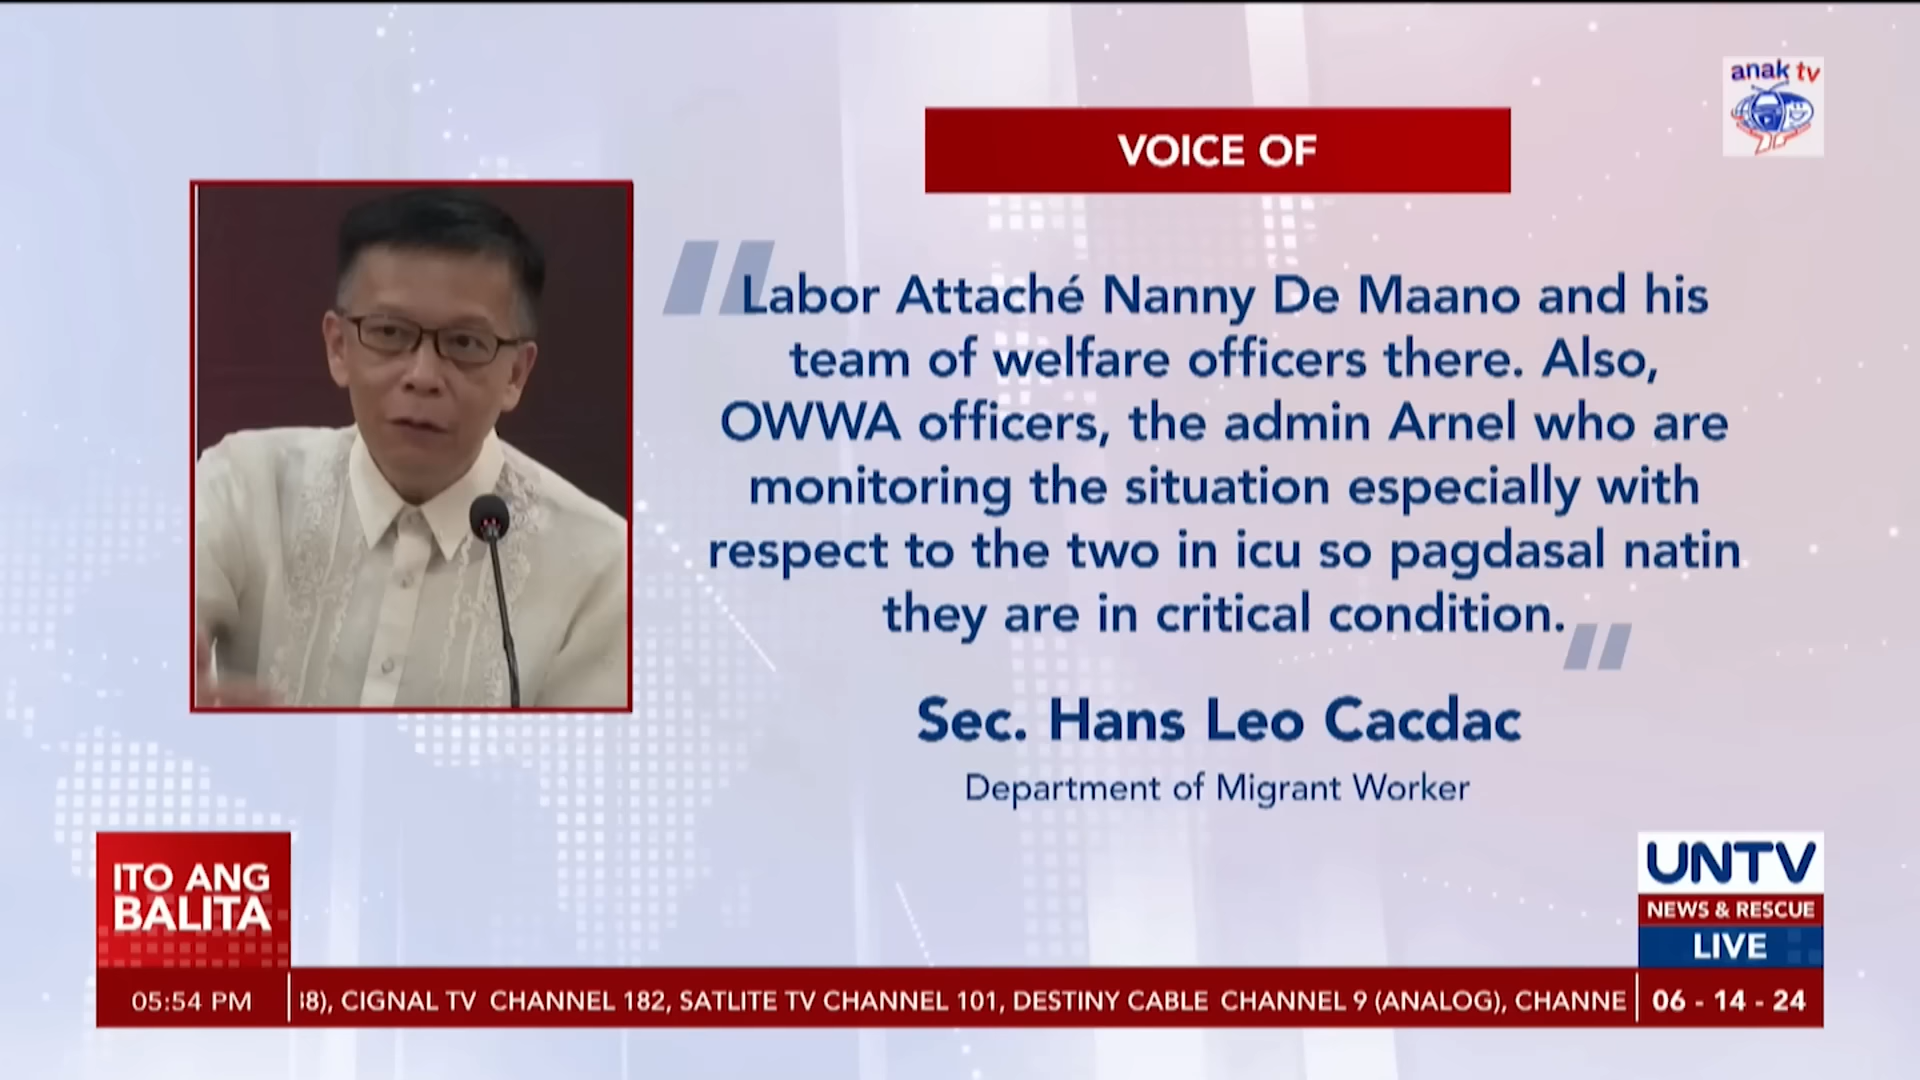 anak tv
VOICE OF
Labor Attaché Nanny De Maano and his
team of welfare officers there. Also,
OWWA officers, the admin Arnel who are
monitoring the situation especially with
respect to the two in icu so pagdasal natin
they are in critical condition.
Sec. Hans Leo Cacdac
Department of Migrant Worker
ITO ANG
BALITA
UNTV
NEWS & RESCUE
LIVE
05:54 PM
8), CIGNAL TV CHANNEL 182, SATLITE TV CHANNEL 101, DESTINY CABLE CHANNEL 9 (ANALOG), CHANNE
06 - 14 - 24